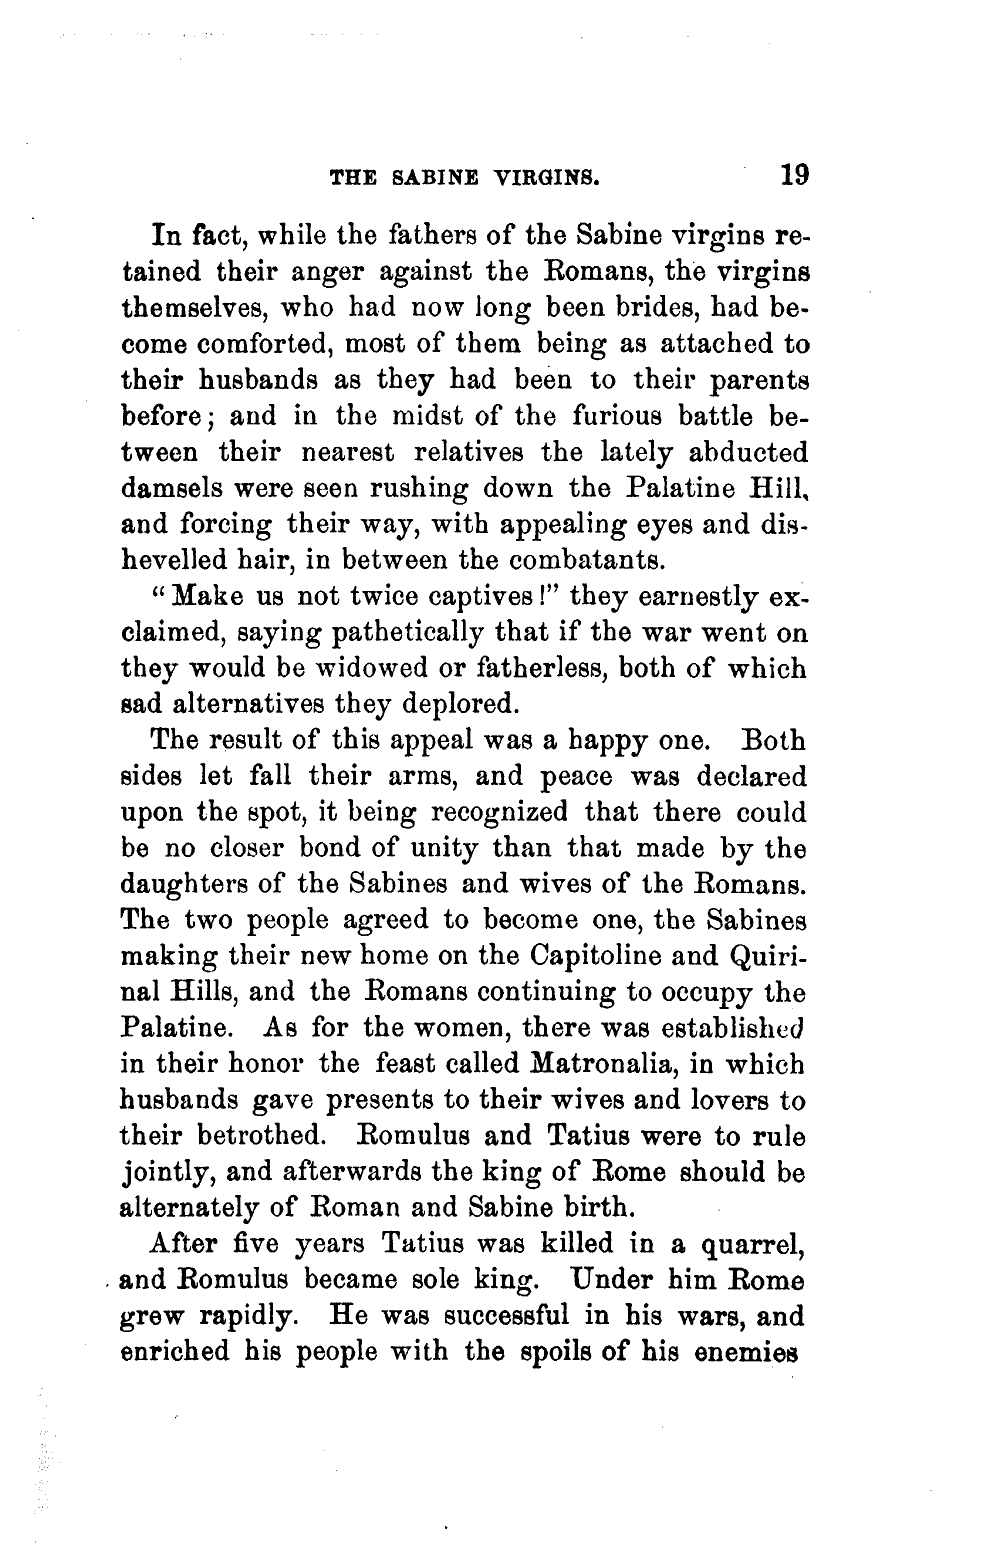 THE SABINE VIRGINS. 19
In fact, while the fathers of the Sabine virgins re-
tained their anger against the Romans, the virgins
themselves, who had now long been brides, had be-
come comforted, most of them being as attached to
their husbands as they had been to their parents
before; and in the midst of the furious battle be-
tween their nearest relatives the lately abducted
damsels were seen rushing down the Palatine Hill,
and forcing their way, with appealing eyes and dis-
hevelled hair, in between the combatants.
“Make us not twice captives!” they earnestly ex-
claimed, saying pathetically that if the war went on
they would be widowed or fatherless, both of which
sad alternatives they deplored.
The result of this appeal was a happy one. Both
sides let fall their arms, and peace was declared
upon the spot, it being recognized that there could
be no closer bond of unity than that made by the
daughters of the Sabines and wives of the Romans.
The two people agreed to become one, the Sabines
making their new home on the Capitoline and Quiri-
nal Hills, and the Romans continuing to occupy the
Palatine. As for the women, there was established
in their honor the feast called Matronalia, in which
husbands gave presents to their wives and lovers to
their betrothed. Romulus and Tatius were to rule
jointly, and afterwards the king of Rome should be
alternately of Roman and Sabine birth.
After five years Tatius was killed in a quarrel,
and Romulus became sole king. Under him Rome
grew rapidly. He was successful in his wars, and
enriched his people with the spoils of his enemies